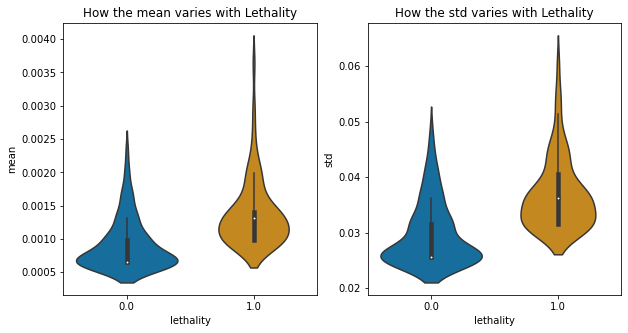 How the mean varies with Lethality
0.0040
0.0035
0.0030
0.0025
0.0020
0.0015
0.0010
0.0005
mean
0.0 1.0
lethality
How the std varies with Lethality
0.06
0.05
0.04
0.03
0.02
std
0.0 1.0
lethality